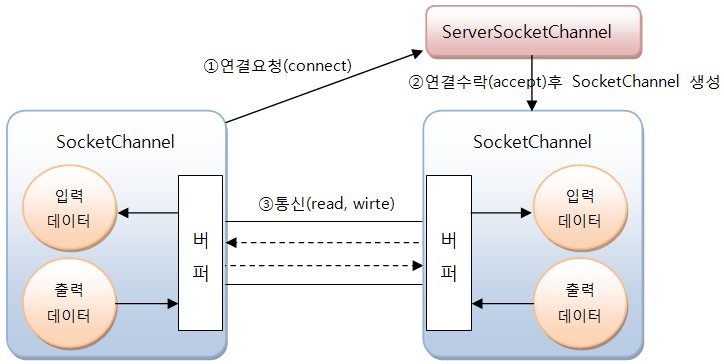 ServerSocketChannel
①연결요청(connect)
②연결수락(accept)후 SocketChannel 생성
SocketChannel
입력
데이터
출력
데이터
버
퍼
③통신(read, wirte)
SocketChannel
버
퍼
입력
데이터
출력
데이터